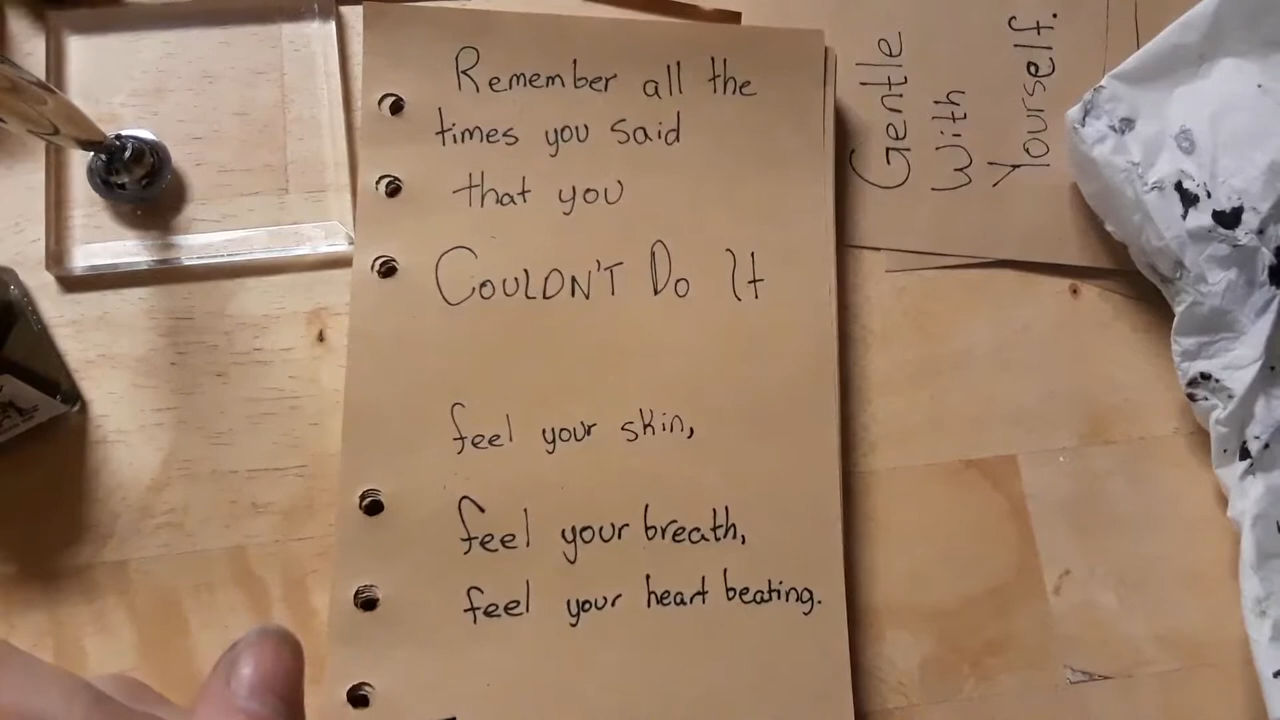 Remember all the
times you said
that you
COULDN'T DO It
feel your skin,
feel your breath,
feel your heart beating.
Gentle
With
Yourself.